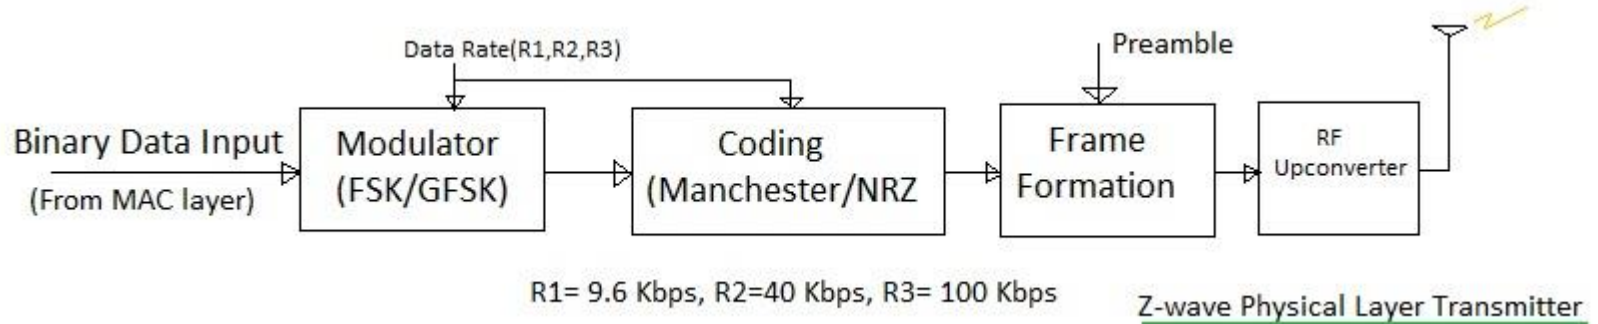 Data Rate(R1,R2,R3)
Preamble
Binary Data Input
(From MAC layer)
Modulator
(FSK/GFSK)
Coding
(Manchester/NRZ
Frame
Formation
RF
Upconverter
R1= 9.6 Kbps, R2=40 Kbps, R3= 100 Kbps
Z-wave Physical Layer Transmitter